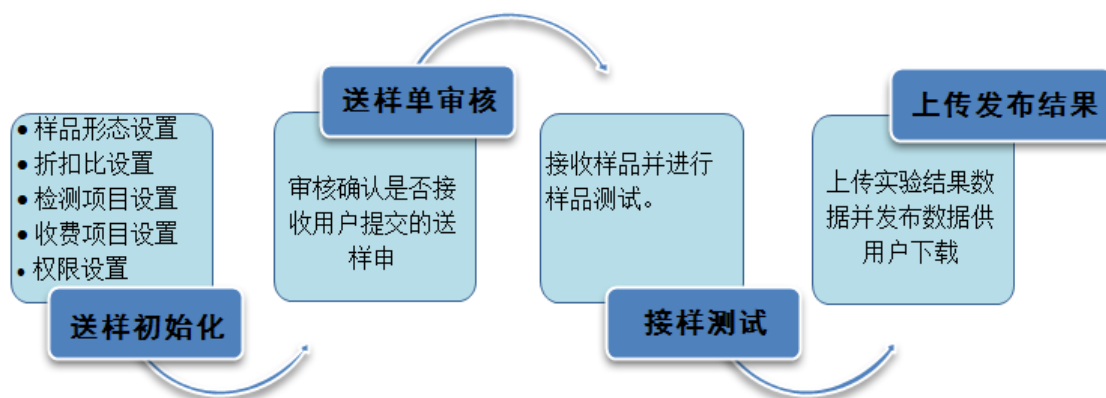 ● 样品形态设置
● 折扣比设置
● 检测项目设置
● 收费项目设置
● 权限设置
送样初始化
送样单审核
审核确认是否接
收用户提交的送
样申
接收样品并进行
样品测试。
接样测试
上传发布结果
上传实验结果数
据并发布数据供
用户下载